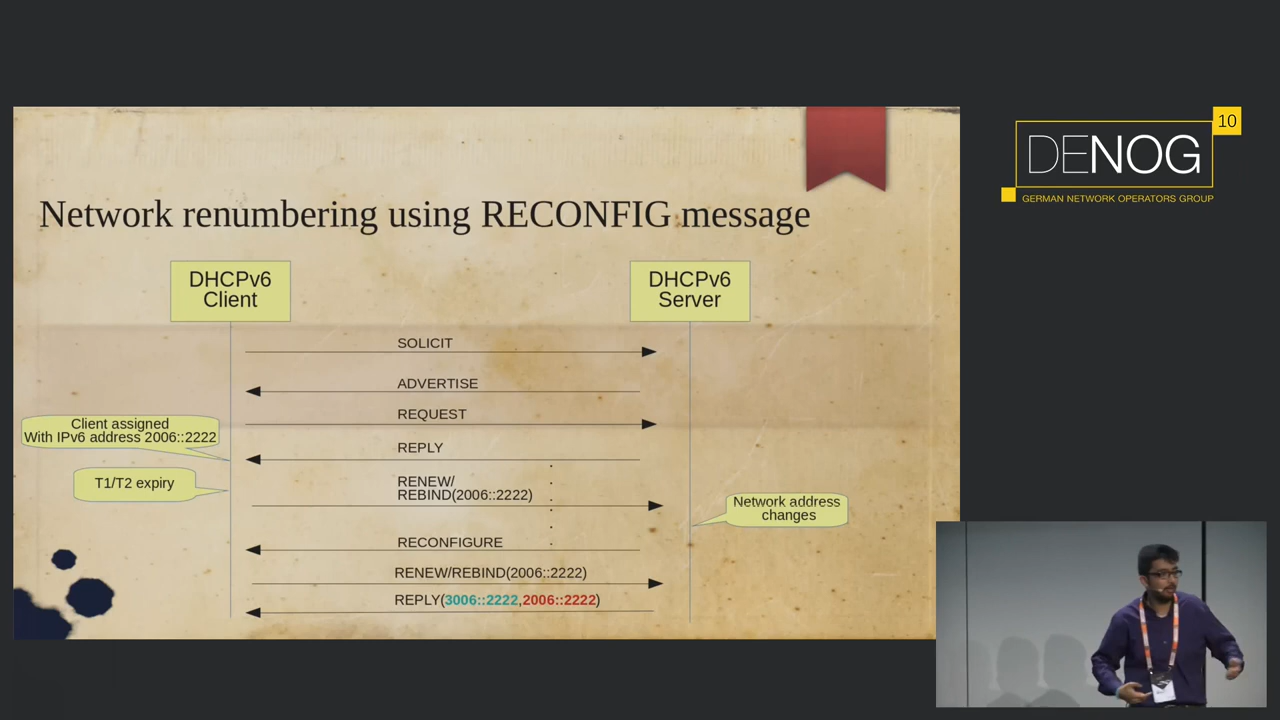 10
DENOG
GERMAN NETWORK OPERATORS GROUP
Network renumbering using RECONFIG message
DHCPv6
Client
DHCPv6
Server
SOLICIT
ADVERTISE
REQUEST
Client assigned
With IPv6 address 2006::2222
REPLY
T1/T2 expiry
RENEW/
REBIND(2006::2222)
Network address
changes
RECONFIGURE
RENEW/REBIND(2006::2222)
REPLY(3006::2222,2006::2222)